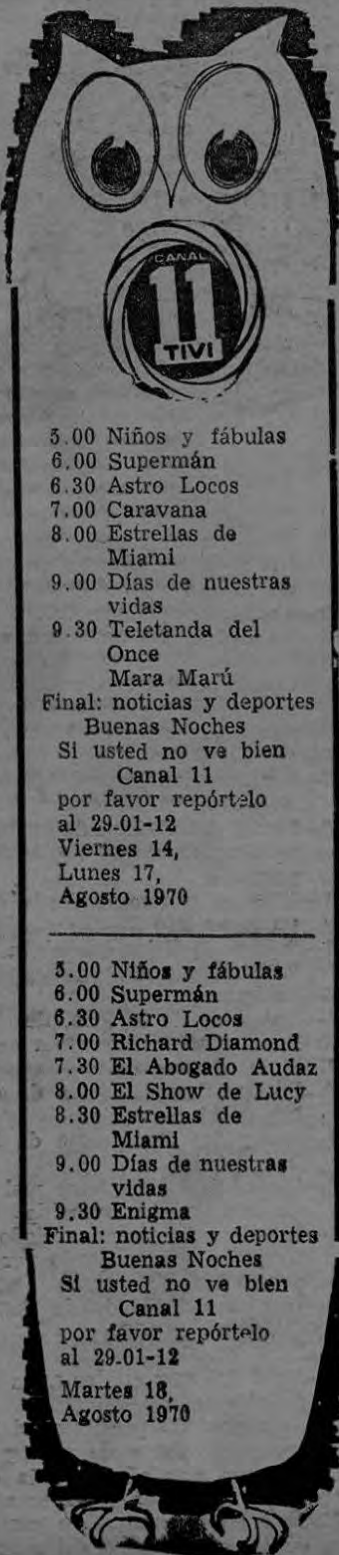 CANAL
11
TIVI
5.00 Niños y fábulas
6.00 Supermán
6.30 Astro Locos
7.00 Caravana
8.00 Estrellas de
Miami
9.00 Días de nuestras
vidas
9.30 Teletanda del
Once
Mara Marú
Final: noticias y deportes
Buenas Noches
Si usted no ve bien
Canal 11
por favor repórtelo
al 29-01-12
Viernes 14,
Lunes 17,
Agosto 1970
5.00 Niños y fábulas
6.00 Supermán
6.30 Astro Locos
7.00 Richard Diamond
7.30 El Abogado Audaz
8.00 El Show de Lucy
8.30 Estrellas de
Miami
9.00 Días de nuestras
vidas
9.30 Enigma
Final: noticias y deportes
Buenas Noches
Si usted no ve bien
Canal 11
por favor repórtelo
al 29-01-12
Martes 18,
Agosto 1970